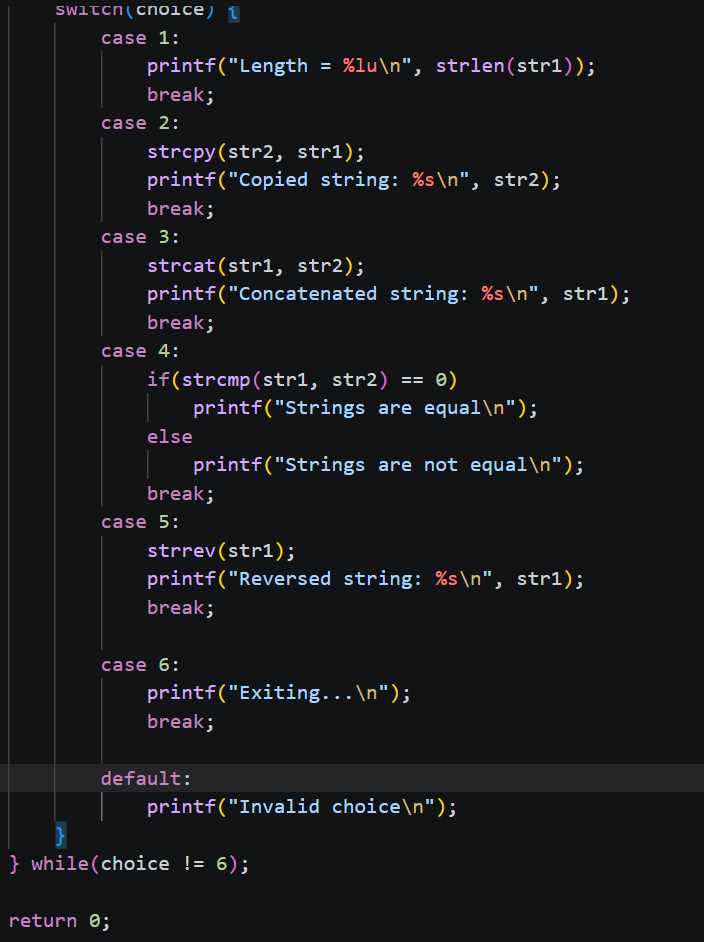 switch(choice) {
case 1:
printf("Length = %lu\n", strlen(str1));
break;
case 2:
strcpy(str2, str1);
printf("Copied string: %s\n", str2);
break;
case 3:
strcat(str1, str2);
printf("Concatenated string: %s\n", str1);
break;
case 4:
if(strcmp(str1, str2) == 0)
printf("Strings are equal\n");
else
printf("Strings are not equal\n");
break;
case 5:
strrev(str1);
printf("Reversed string: %s\n", str1);
break;
case 6:
printf("Exiting...\n");
break;
default:
printf("Invalid choice\n");
}
} while(choice != 6);
return 0;